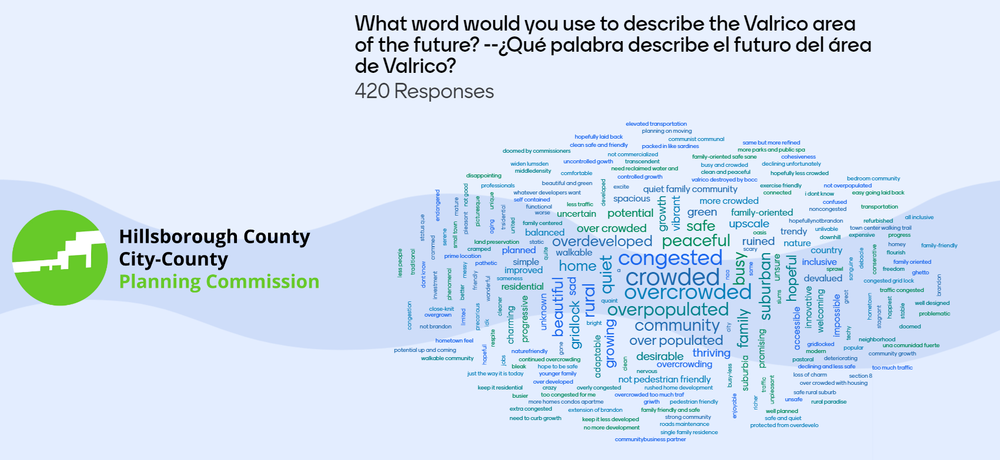 What word would you use to describe the Valrico area
of the future? --¿Qué palabra describe el futuro del área
de Valrico?
420 Responses
Hillsborough County
City-County
Planning Commission
elevated transportation
planning on moving
hopefully laid back
communist communal
clean safe and friendly
packed in like sardines
same but more refined
doomed by commissioners
not commercialized
more parks and public spa
family-oriented safe sane
cohesiveness
widen lumsden
uncontrolled gowth
transcendent
busy and crowded
declining unfortunately
middledensity
comfortable
need reclaimed water and
clean and peaceful
hopefully less crowded
disappointing
controlled growth
valrico destroyed by bocc
bedroom community
professionals
beautiful and green
developed
excite
quiet family community
exercise friendly
not overpopulated
whatever developers want
connected
i dont know
easy going laid back
self contained
spacious
more crowded
confused
functional
less traffic
noncongested
transportation
worse
uncertain
potential
growth
vibrant
green
family-oriented
endangered
mature
not good
pleasant
picturesque
unique
aging
trsidential
united
status que
small town
serene
crammed
family centered
balanced
over crowded
safe
upscale
hopefullynotbrandon
refurbished
all inclusive
oasis
trendy
unlivable
town center walking trail
land preservation
static
overdeveloped
peaceful
ruined
nature
downhill
expensive
progress
cramped
planned
quite
walkable
scary
country
homey
family-friendly
prime location
pathetic
simple
home
quiet
congested
a
busy
same
suburban
unsure
hopeful
inclusive
sprawl
sanguine
debacle
conserative
flourish
family oriented
freedom
ghetto
less people
traditional
dont know
investment
phenomenal
messy
better
friendly
wonderful
improved
sameness
residential
crowded
naa
devalued
congested grid lock
brandon
beautiful
sad
rural
overcrowded
slums
traffic congested
quaint
overpopulated
innovative
welcoming
great
impossible
accessible
hometown
stagnant
happiest
stable
well designed
problematic
congestion
close-knit
overgrown
limited
precarious
idk
cleaner
charming
progressive
unknown
gridlock
bright
community
city
family
doomed
not brandon
respite
techy
hometown feel
gone
growing
over populated
promising
gridlocked
neighborhood
una comunidad fuerte
potential up and coming
hopefull
naturefriendly
adaptable
desirable
thriving
modern
popular
community growth
walkable community
jobs
continued overcrowding
clean
overcrowding
suburbia
pastoral
deteriorating
bleak
hope to be safe
busy-less
declining and less safe
too much traffic
just the way it is today
younger family
nervous
loss of charm
section 8
over developed
not pedestrian friendly
traffic
unpleasant
over crowded with housing
keep it residential
crazy
overly congested
rushed home development
safe rural suburb
busier
too congested for me
overcrowded too much traf
enjoyable
richer
unsafe
rural paradise
more homes condos apartme
griwth
pedestrian friendly
extra congested
extension of brandon
family friendly and safe
well planned
need to curb growth
keep it less developed
strong community
safe and quiet
no more development
roads maintenance
protected from overdevelo
single family residence
communitybusiness partner